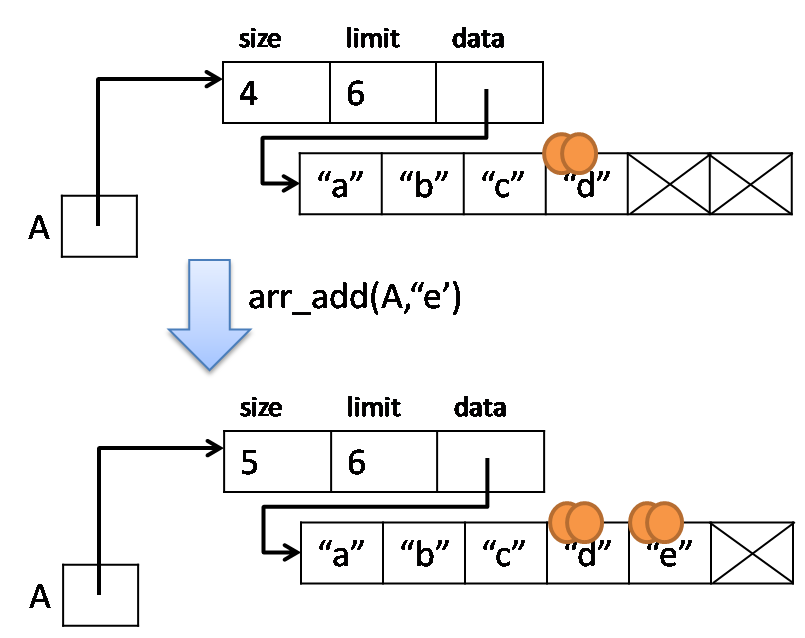 size limit data
4 6
“a” “b” “c” “d”
A
arr_add(A,“e’)
size limit data
5 6
“a” “b” “c” “d” “e”
A